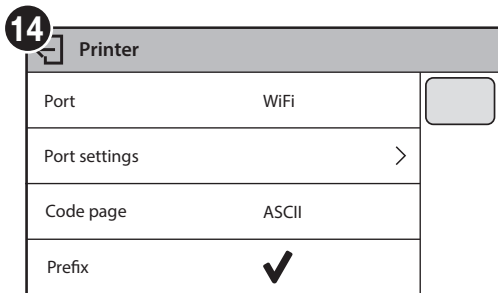 14
Printer
Port WiFi
Port settings
Code page ASCII
Prefix